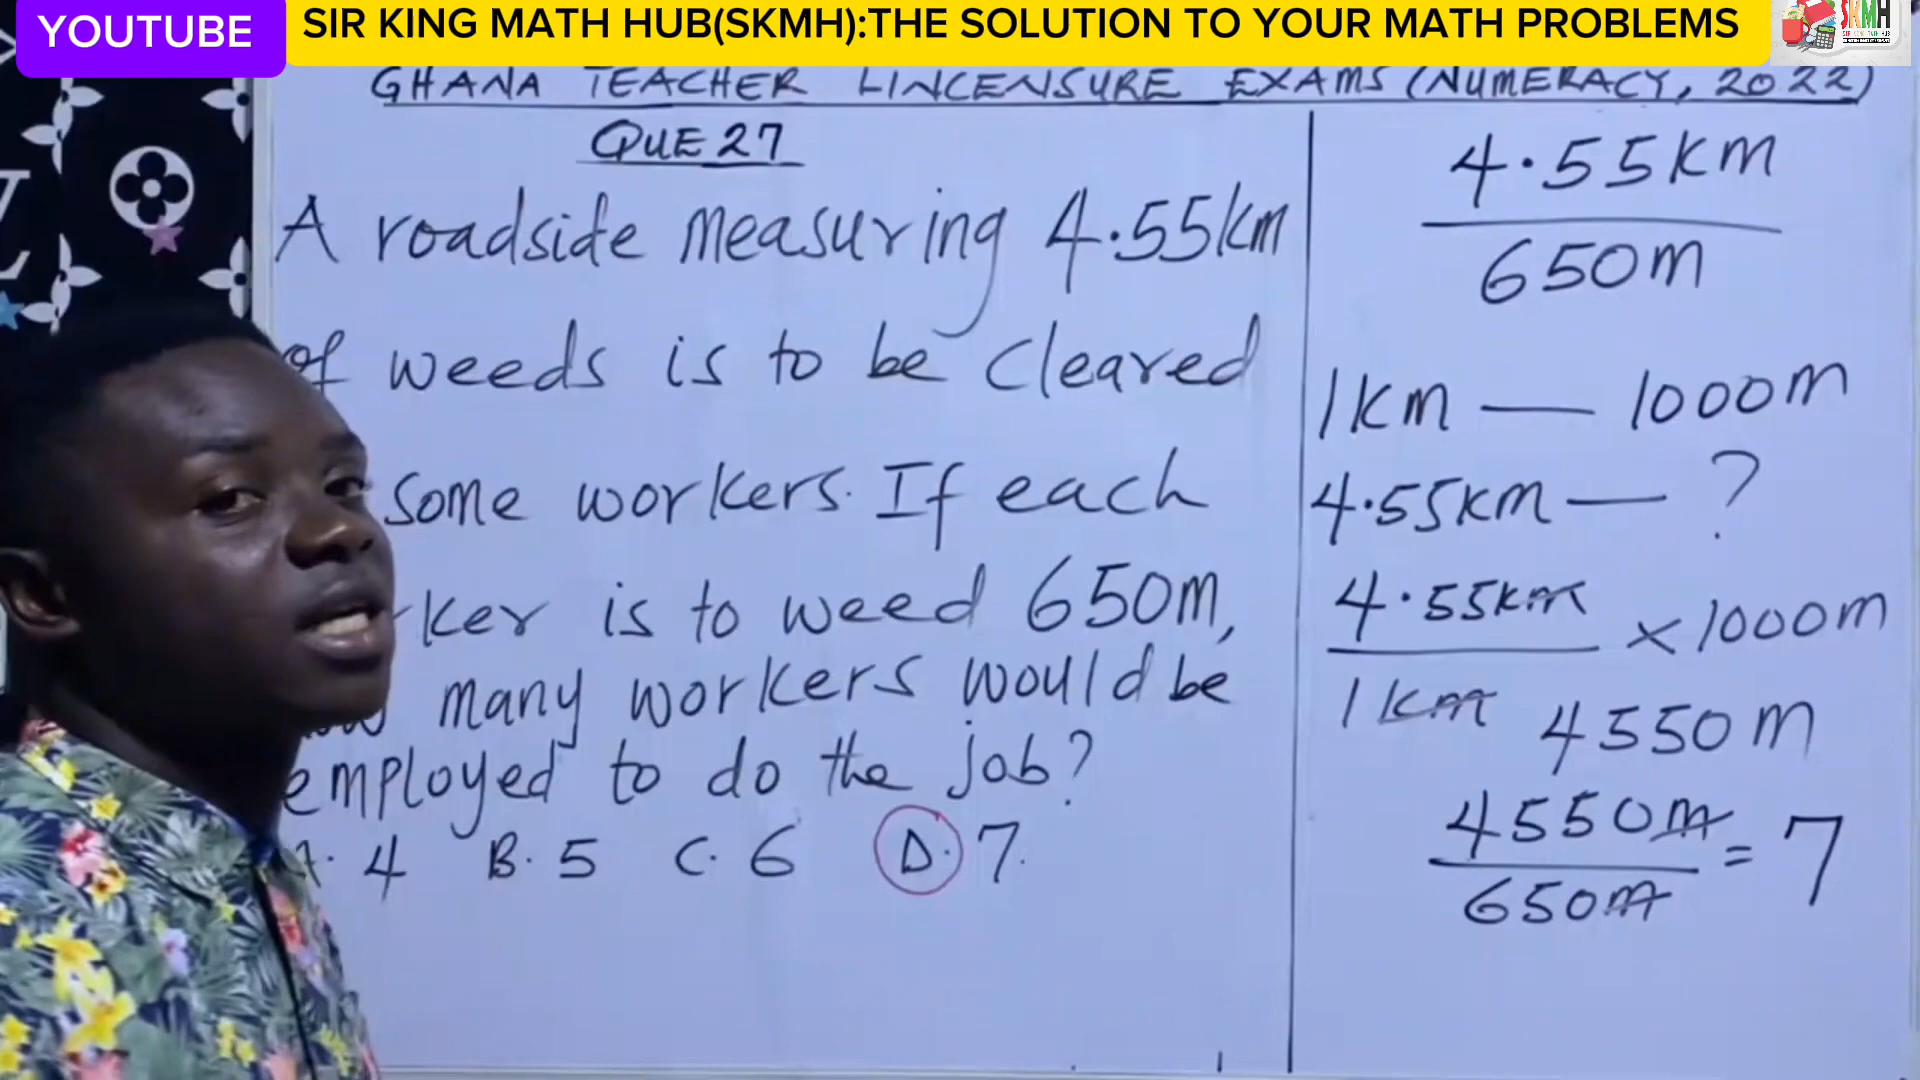 YOUTUBE
SIR KING MATH HUB(SKMH):THE SOLUTION TO YOUR MATH PROBLEMS
SKMH
GHANA TEACHER LINCENSURE EXAMS (NUMERACY, 2022)
QUE 27
A roadside measuring 4.55km
of weeds is to be cleared
some workers. If each
is to weed 650m,
many workers would be
employed to do the job?
4 B. 5 C. 6 D. 7.
4.55km
650m
1km — 1000m
4.55km — ?
4.55km × 1000m
1km
4550m
4550m = 7
650m